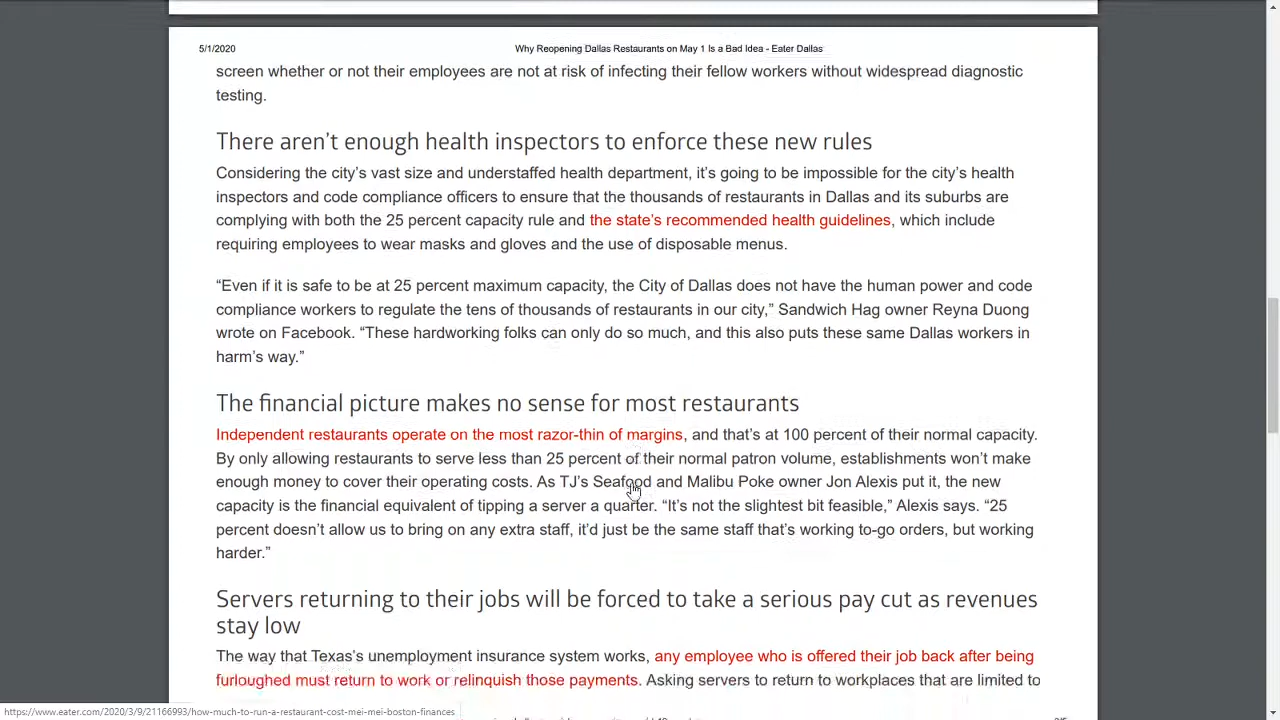 5/1/2020 Why Reopening Dallas Restaurants on May 1 Is a Bad Idea - Eater Dallas
screen whether or not their employees are not at risk of infecting their fellow workers without widespread diagnostic
testing.
There aren’t enough health inspectors to enforce these new rules
Considering the city’s vast size and understaffed health department, it’s going to be impossible for the city’s health
inspectors and code compliance officers to ensure that the thousands of restaurants in Dallas and its suburbs are
complying with both the 25 percent capacity rule and the state’s recommended health guidelines, which include
requiring employees to wear masks and gloves and the use of disposable menus.
“Even if it is safe to be at 25 percent maximum capacity, the City of Dallas does not have the human power and code
compliance workers to regulate the tens of thousands of restaurants in our city,” Sandwich Hag owner Reyna Duong
wrote on Facebook. “These hardworking folks can only do so much, and this also puts these same Dallas workers in
harm’s way.”
The financial picture makes no sense for most restaurants
Independent restaurants operate on the most razor-thin of margins, and that’s at 100 percent of their normal capacity.
By only allowing restaurants to serve less than 25 percent of their normal patron volume, establishments won’t make
enough money to cover their operating costs. As TJ’s Seafood and Malibu Poke owner Jon Alexis put it, the new
capacity is the financial equivalent of tipping a server a quarter. “It’s not the slightest bit feasible,” Alexis says. “25
percent doesn’t allow us to bring on any extra staff, it’d just be the same staff that’s working to-go orders, but working
harder.”
Servers returning to their jobs will be forced to take a serious pay cut as revenues
stay low
The way that Texas’s unemployment insurance system works, any employee who is offered their job back after being
furloughed must return to work or relinquish those payments. Asking servers to return to workplaces that are limited to
https://www.eater.com/2020/3/9/21166993/how-much-to-run-a-restaurant-cost-mei-mei-boston-finances